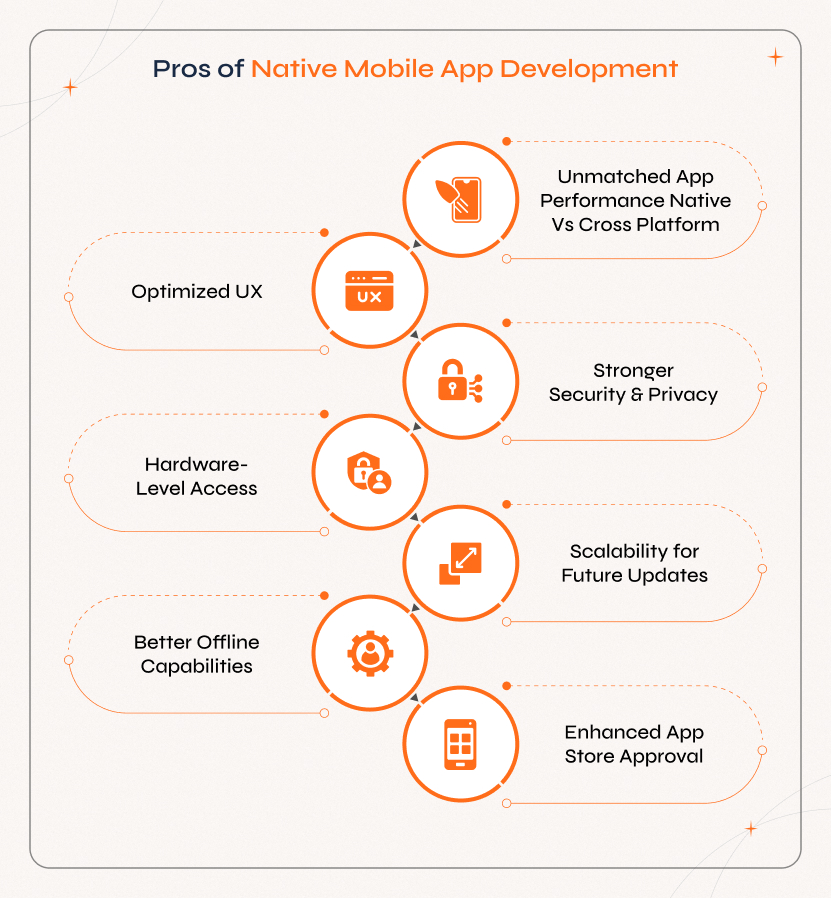 Pros of Native Mobile App Development
Unmatched App
Performance Native
Vs Cross Platform
Optimized UX
UX
Stronger
Security & Privacy
Hardware-
Level Access
Scalability for
Future Updates
Better Offline
Capabilities
Enhanced App
Store Approval